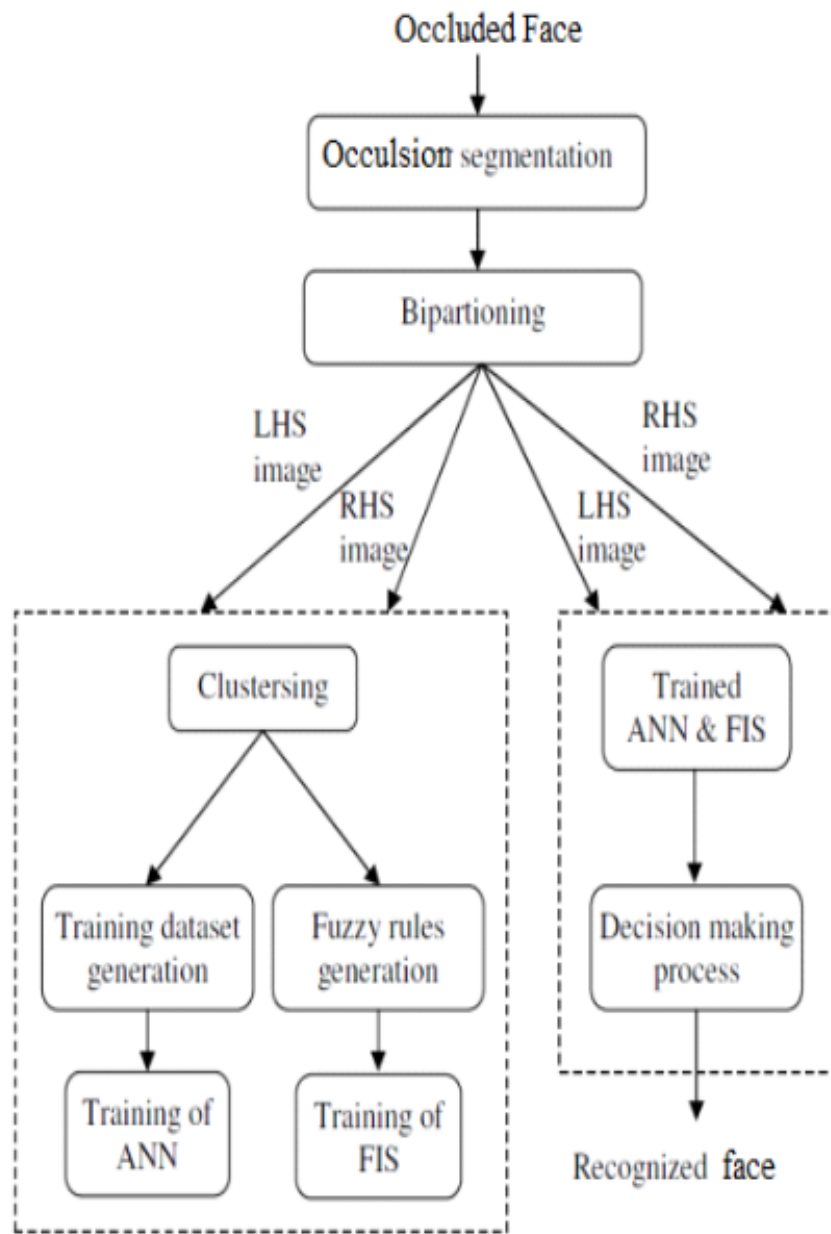 Occluded Face
Occulsion segmentation
Bipartioning
LHS
image
RHS
image
LHS
image
RHS
image
Clustersing
Training dataset
generation
Fuzzy rules
generation
Training of
ANN
Training of
FIS
Trained
ANN & FIS
Decision making
process
Recognized face